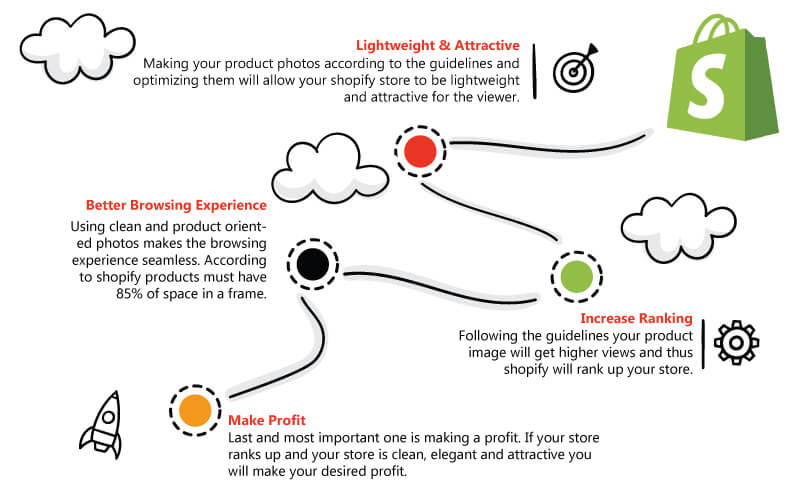 Lightweight & Attractive
Making your product photos according to the guidelines and
optimizing them will allow your shopify store to be lightweight
and attractive for the viewer.
S
Better Browsing Experience
Using clean and product orient-
ed photos makes the browsing
experience seamless. According
to shopify products must have
85% of space in a frame.
Increase Ranking
Following the guidelines your product
image will get higher views and thus
shopify will rank up your store.
Make Profit
Last and most important one is making a profit. If your store
ranks up and your store is clean, elegant and attractive you
will make your desired profit.